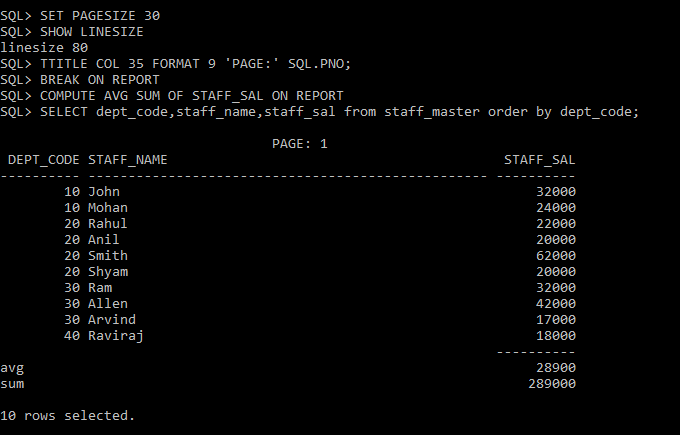 SQL> SET PAGESIZE 30
SQL> SHOW LINESIZE
linesize 80
SQL> TTITLE COL 35 FORMAT 9 'PAGE:' SQL.PNO;
SQL> BREAK ON REPORT
SQL> COMPUTE AVG SUM OF STAFF_SAL ON REPORT
SQL> SELECT dept_code,staff_name,staff_sal from staff_master order by dept_code;
PAGE: 1
DEPT_CODE STAFF_NAME STAFF_SAL
---------- -------------------------------------------------- ----------
10 John 32000
10 Mohan 24000
20 Rahul 22000
20 Anil 20000
20 Smith 62000
20 Shyam 20000
30 Ram 32000
30 Allen 42000
30 Arvind 17000
40 Raviraj 18000
----------
avg 28900
sum 289000
10 rows selected.